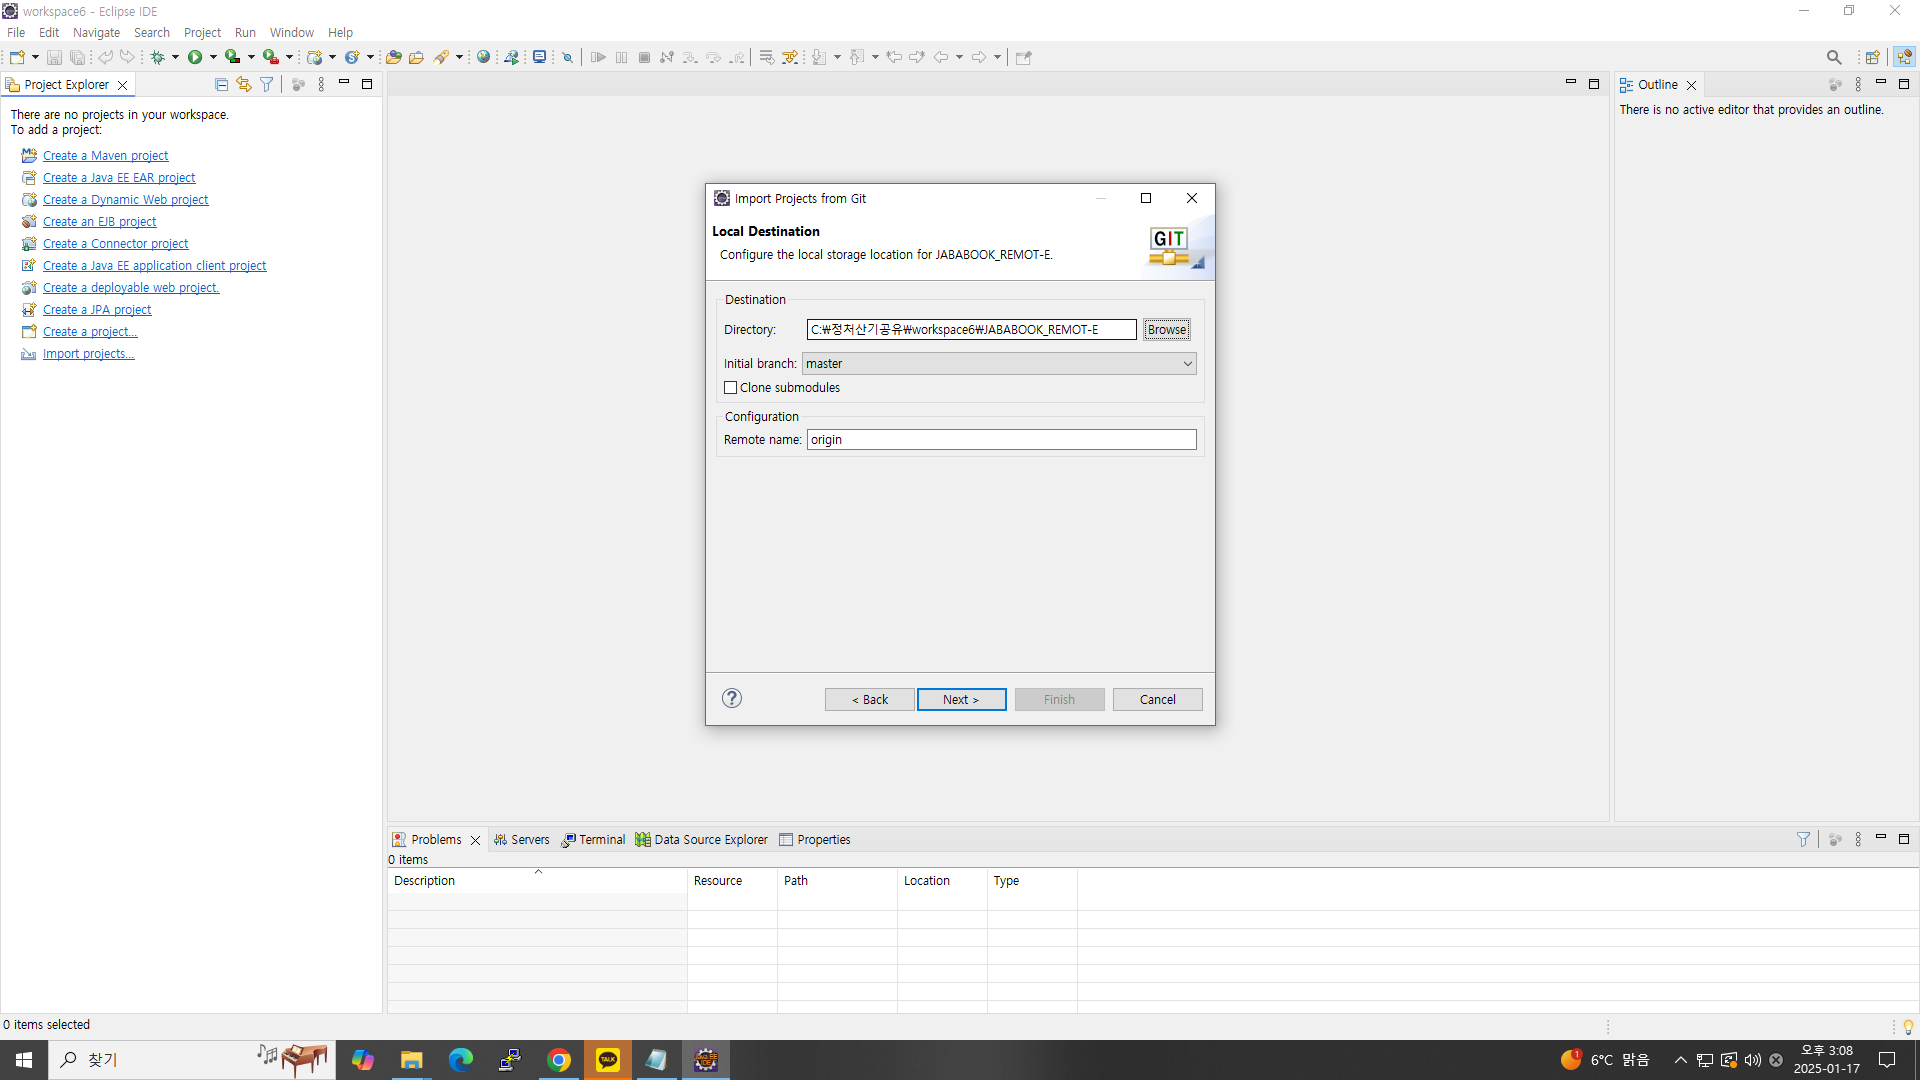 workspace6 - Eclipse IDE
File Edit Navigate Search Project Run Window Help
Project Explorer
There are no projects in your workspace.
To add a project:
Create a Maven project
Create a Java EE EAR project
Create a Dynamic Web project
Create an EJB project
Create a Connector project
Create a Java EE application client project
Create a deployable web project.
Create a JPA project
Create a project...
Import projects...
Outline
There is no active editor that provides an outline.
Import Projects from Git
Local Destination
Configure the local storage location for JABABOOK_REMOT-E.
GIT
Destination
Directory: C:₩정처산기공유₩workspace6₩JABABOOK_REMOT-E Browse
Initial branch: master
Clone submodules
Configuration
Remote name: origin
?
< Back Next > Finish Cancel
Problems Servers Terminal Data Source Explorer Properties
0 items
Description Resource Path Location Type
0 items selected
찾기
TALK
1
6°C 맑음
오후 3:08
2025-01-17